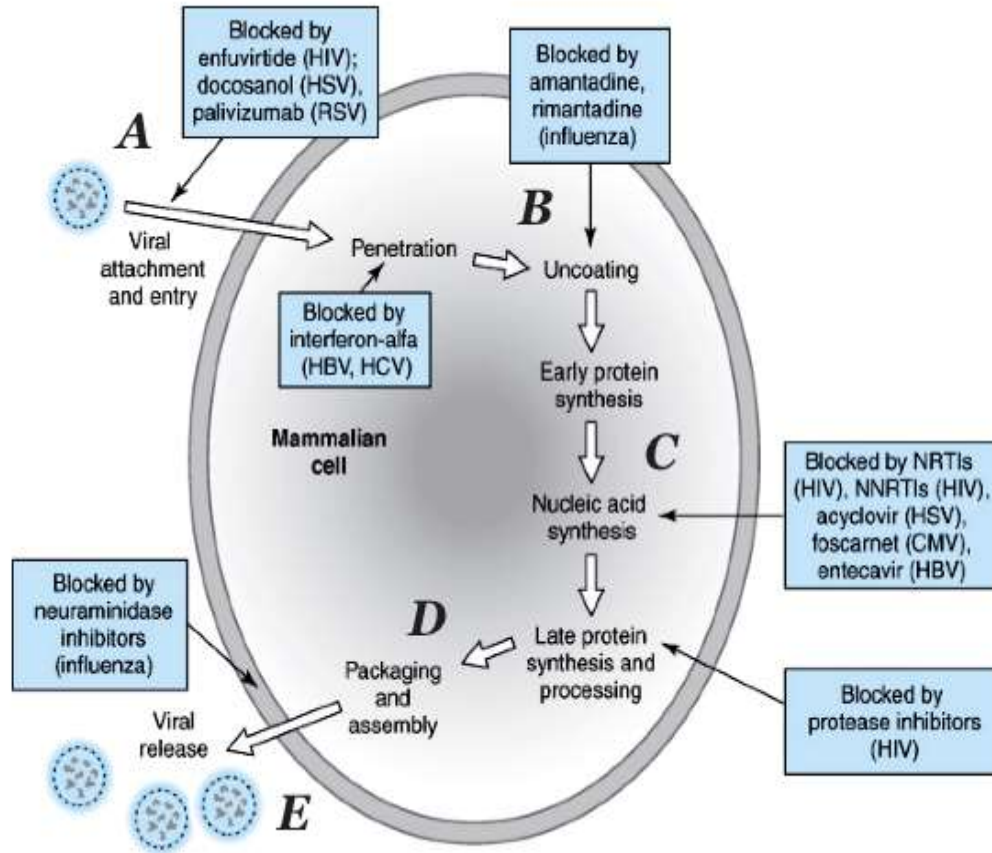 Blocked by
enfuvirtide (HIV);
docosanol (HSV),
palivizumab (RSV)
Blocked by
amantadine,
rimantadine
(influenza)
A
B
Viral
attachment
and entry
Penetration
Uncoating
Blocked by
interferon-alfa
(HBV, HCV)
Early protein
synthesis
Mammalian
cell
C
Nucleic acid
synthesis
Blocked by NRTIs
(HIV), NNRTIs (HIV),
acyclovir (HSV),
foscarnet (CMV),
entecavir (HBV)
Blocked by
neuraminidase
inhibitors
(influenza)
D
Late protein
synthesis and
processing
Packaging
and
assembly
Blocked by
protease inhibitors
(HIV)
Viral
release
E